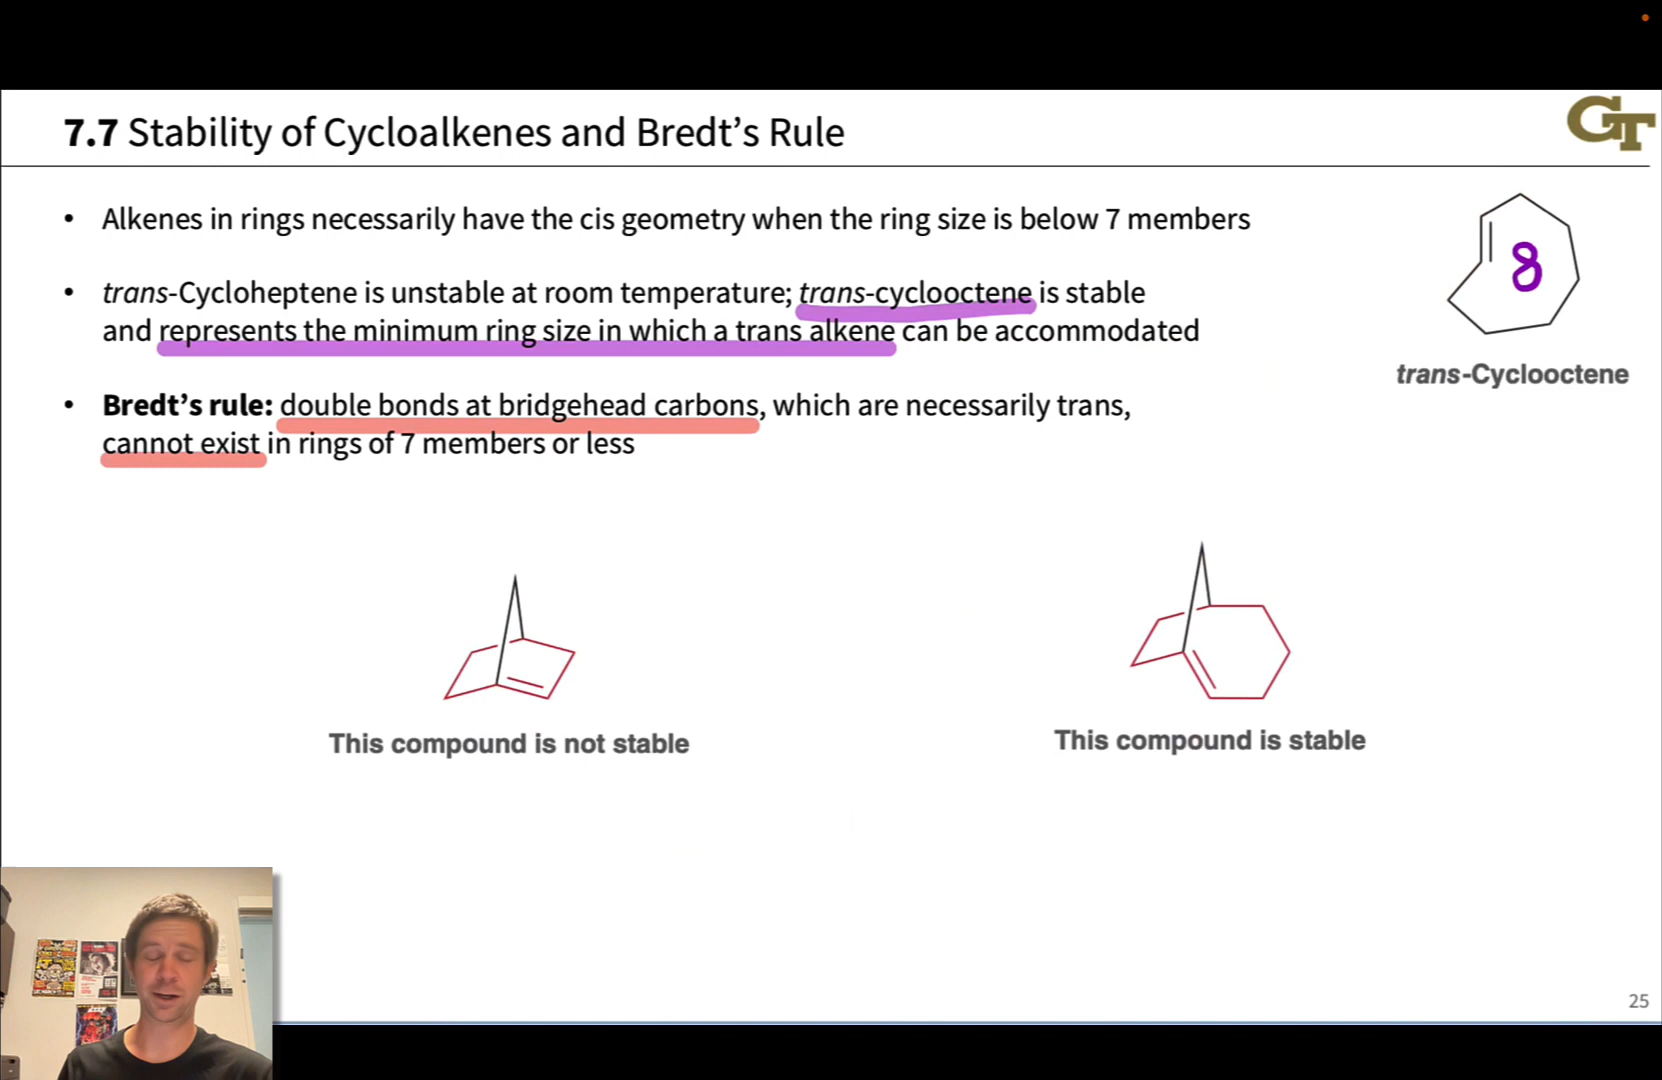 7.7 Stability of Cycloalkenes and Bredt’s Rule
GT
• Alkenes in rings necessarily have the cis geometry when the ring size is below 7 members
• trans-Cycloheptene is unstable at room temperature; trans-cyclooctene is stable
and represents the minimum ring size in which a trans alkene can be accommodated
8
trans-Cyclooctene
• Bredt’s rule: double bonds at bridgehead carbons, which are necessarily trans,
cannot exist in rings of 7 members or less
This compound is not stable
This compound is stable
25